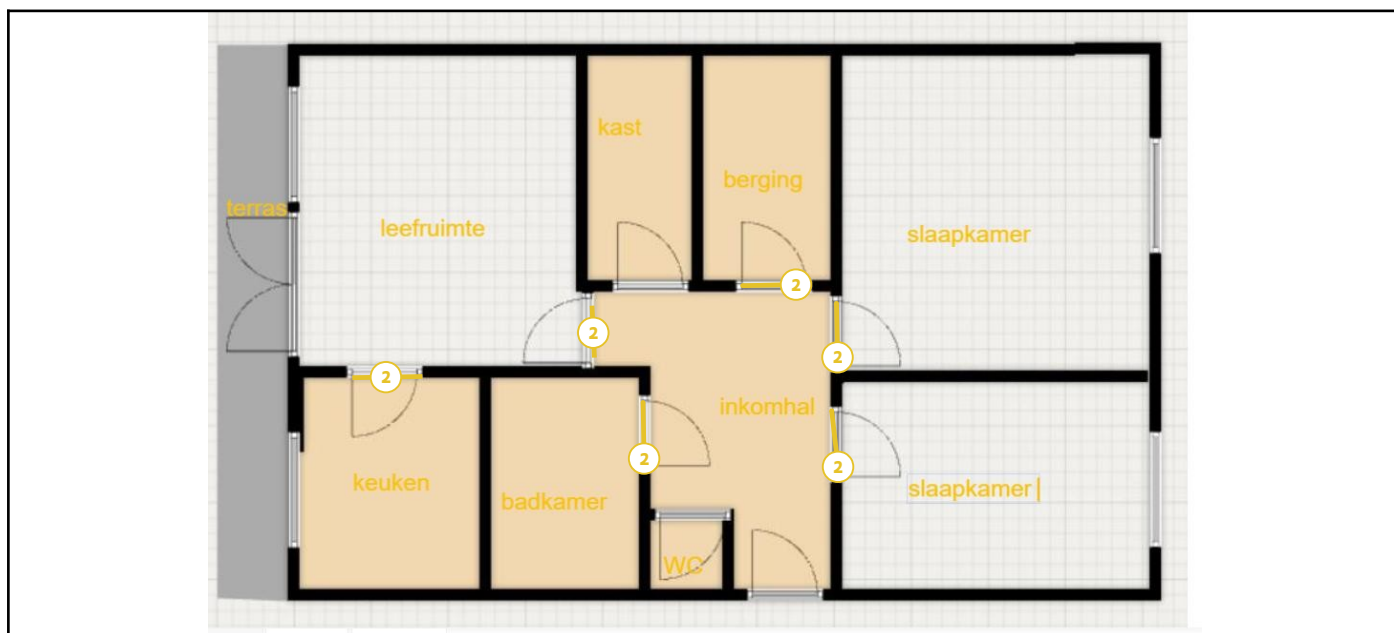 kast
berging
terras
leefruimte
slaapkamer
2
2
2
2
inkomhal
2
2
keuken
slaapkamer
badkamer
WC